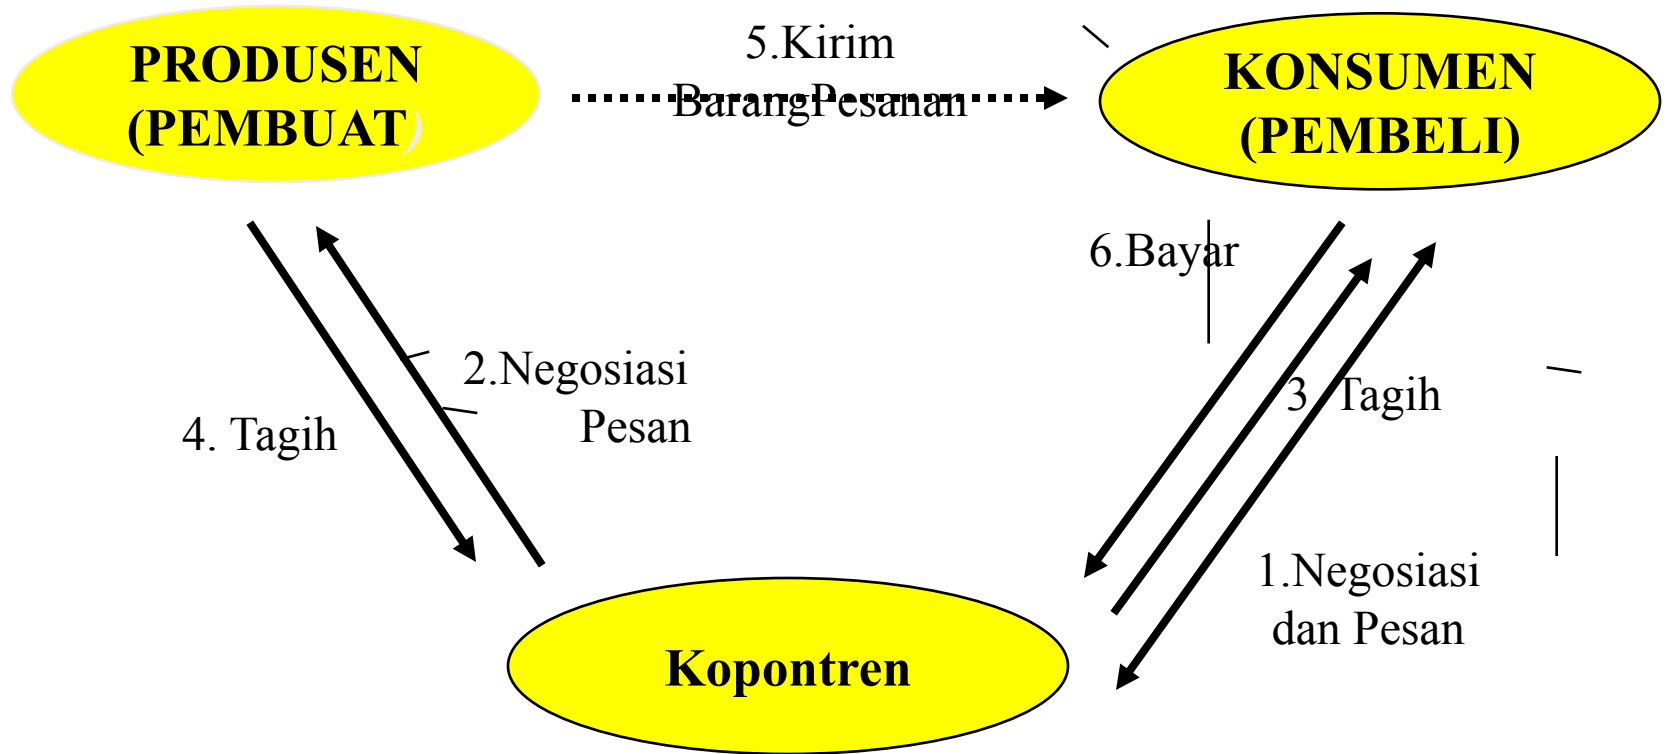 PRODUSEN
(PEMBUAT)
5.Kirim
BarangPesanan
KONSUMEN
(PEMBELI)
6.Bayar
2.Negosiasi
Pesan
3 Tagih
4. Tagih
1.Negosiasi
dan Pesan
Kopontren